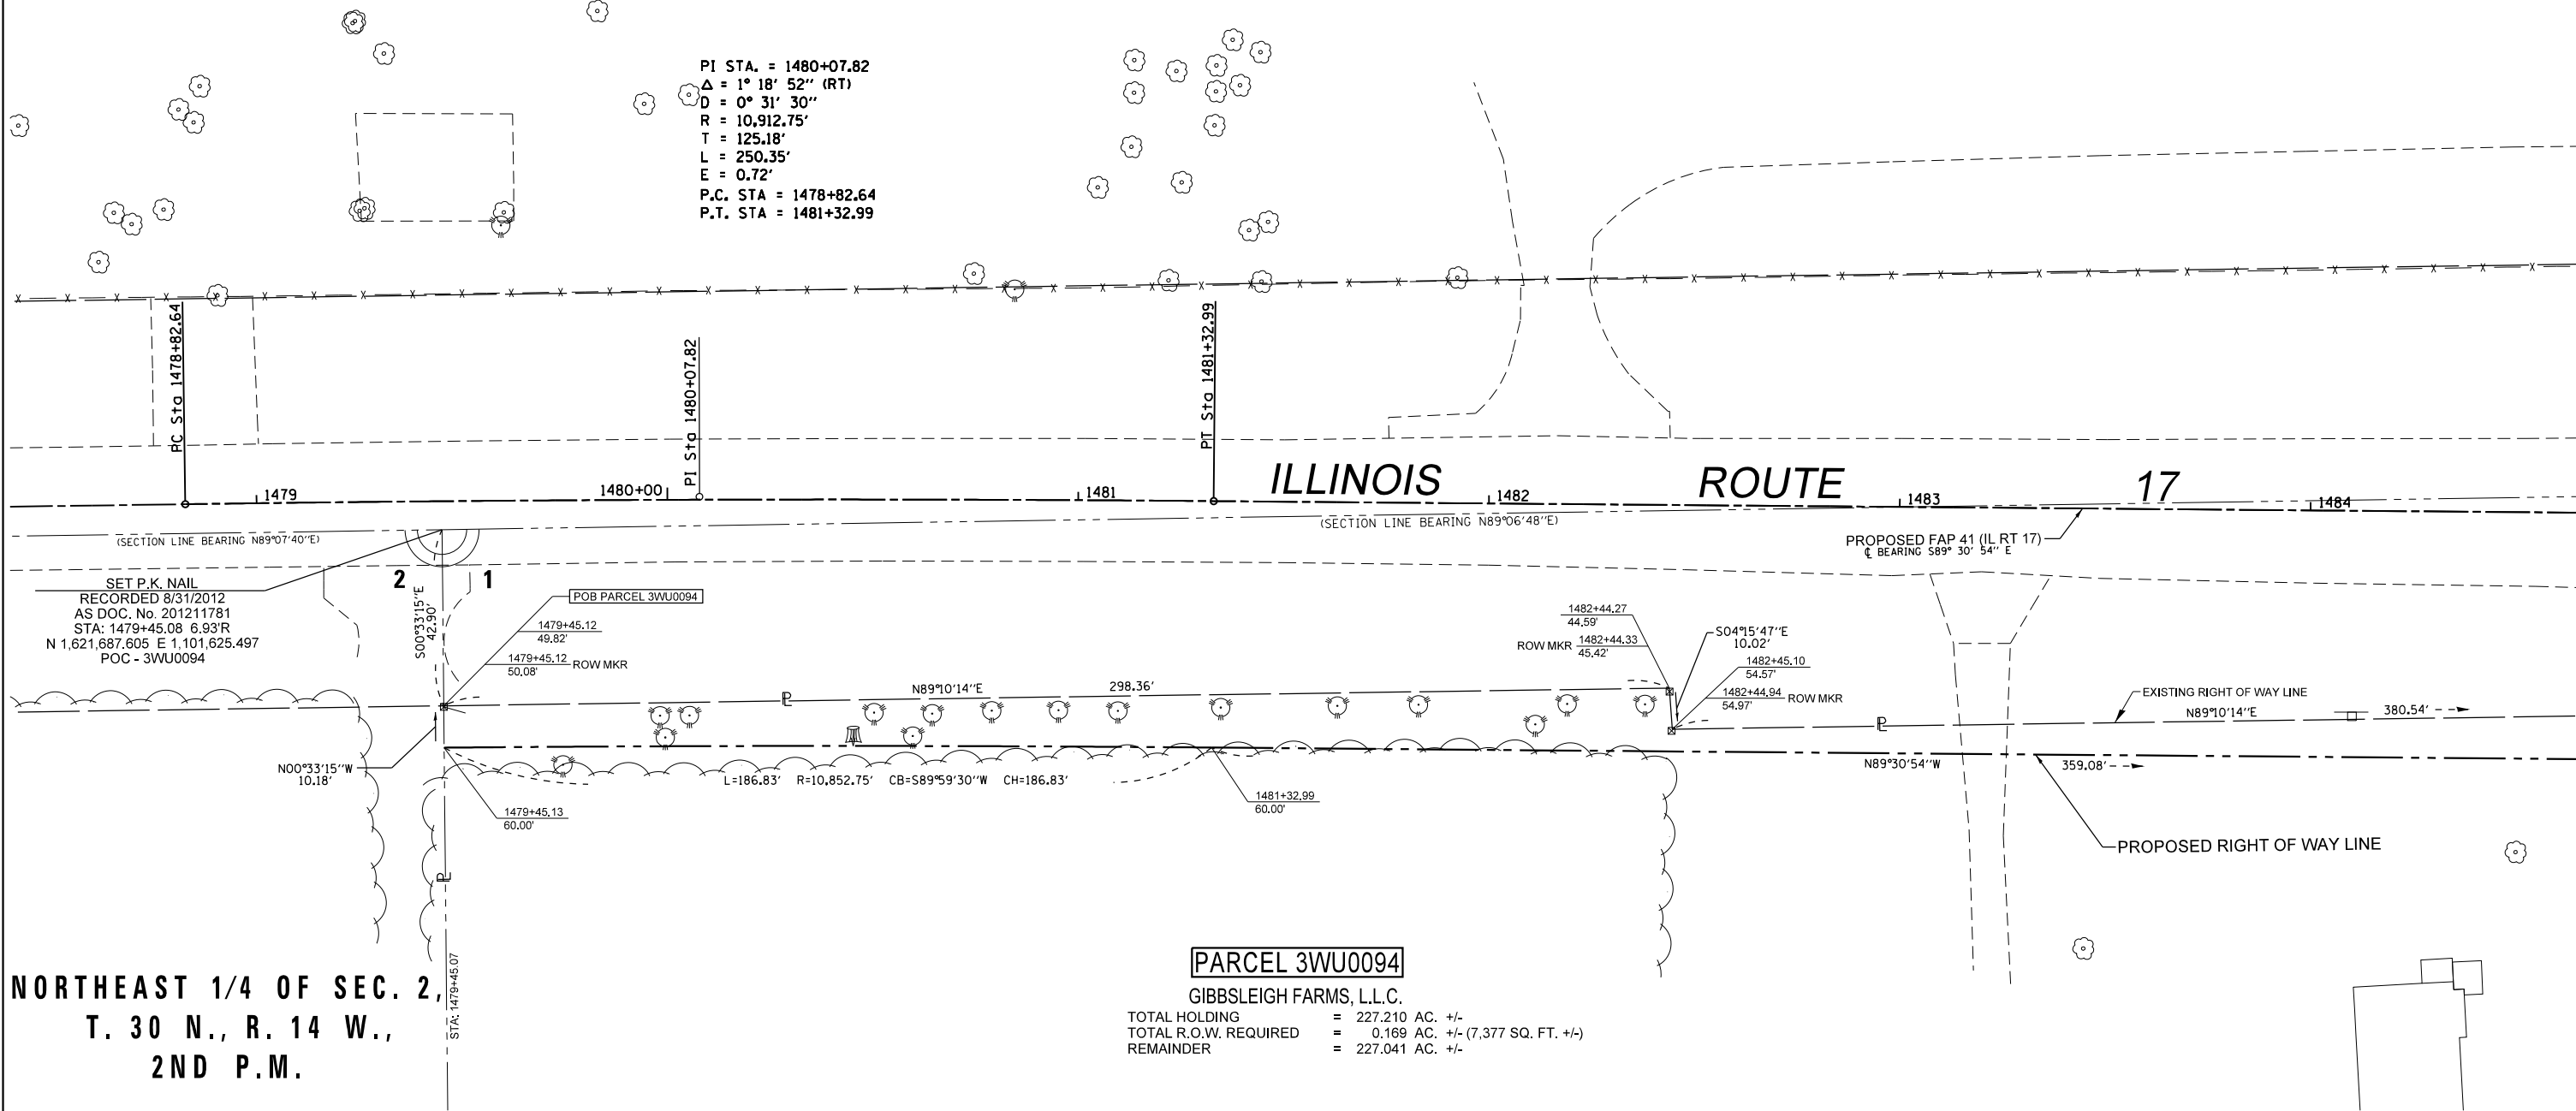 PI STA. = 1480+07.82
Δ = 1° 18' 52" (RT)
D = 0° 31' 30"
R = 10,912.75'
T = 125.18'
L = 250.35'
E = 0.72'
P.C. STA = 1478+82.64
P.T. STA = 1481+32.99
PC Sta 1478+82.64
PI Sta 1480+07.82
PT Sta 1481+32.99
ILLINOIS ROUTE 17
1479
1480+00
1481
1482
1483
1484
(SECTION LINE BEARING N89°07'40"E)
(SECTION LINE BEARING N89°06'48"E)
PROPOSED FAP 41 (IL RT 17)
℄ BEARING S89° 30' 54" E
SET P.K. NAIL
RECORDED 8/31/2012
AS DOC. No. 201211781
STA: 1479+45.08 6.93'R
N 1,621,687.605 E 1,101,625.497
POC - 3WU0094
2
1
S00°33'15"E
42.90'
POB PARCEL 3WU0094
1479+45.12
49.82'
1479+45.12 ROW MKR
50.08'
1482+44.27
44.59'
ROW MKR 1482+44.33
45.42'
S04°15'47"E
10.02'
1482+45.10
54.57'
1482+44.94 ROW MKR
54.97'
N89°10'14"E 298.36'
PL
PL
EXISTING RIGHT OF WAY LINE
N89°10'14"E 380.54'
N00°33'15"W
10.18'
L=186.83' R=10,852.75' CB=S89°59'30"W CH=186.83'
N89°30'54"W 359.08'
1479+45.13
60.00'
1481+32.99
60.00'
PROPOSED RIGHT OF WAY LINE
PL
STA: 1479+45.07
NORTHEAST 1/4 OF SEC. 2,
T. 30 N., R. 14 W.,
2ND P.M.
PARCEL 3WU0094
GIBBSLEIGH FARMS, L.L.C.
TOTAL HOLDING = 227.210 AC. +/-
TOTAL R.O.W. REQUIRED = 0.169 AC. +/- (7,377 SQ. FT. +/-)
REMAINDER = 227.041 AC. +/-